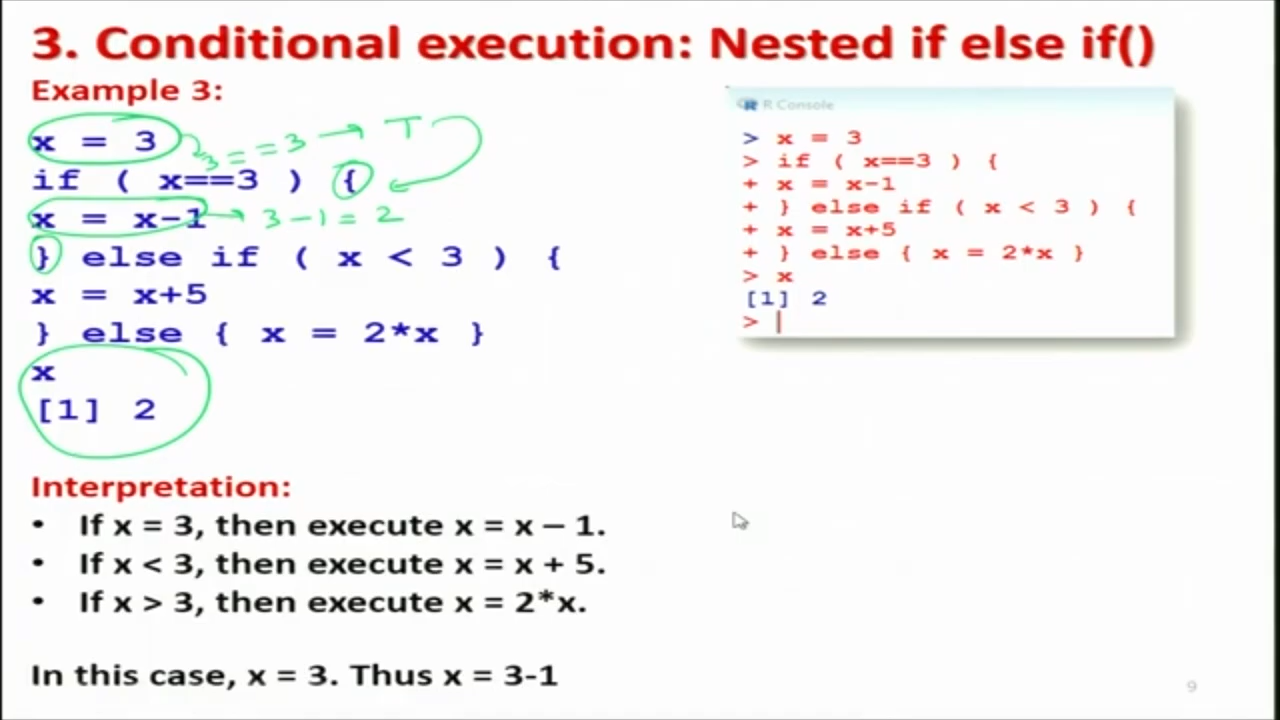 3. Conditional execution: Nested if else if()
Example 3:
x = 3
3 = = 3 → T
if ( x==3 ) {
x = x-1 → 3 - 1 = 2
} else if ( x < 3 ) {
x = x+5
} else { x = 2*x }
x
[1] 2
R Console
> x = 3
> if ( x==3 ) {
+ x = x-1
+ } else if ( x < 3 ) {
+ x = x+5
+ } else { x = 2*x }
> x
[1] 2
> |
Interpretation:
• If x = 3, then execute x = x – 1.
• If x < 3, then execute x = x + 5.
• If x > 3, then execute x = 2*x.
In this case, x = 3. Thus x = 3-1
9